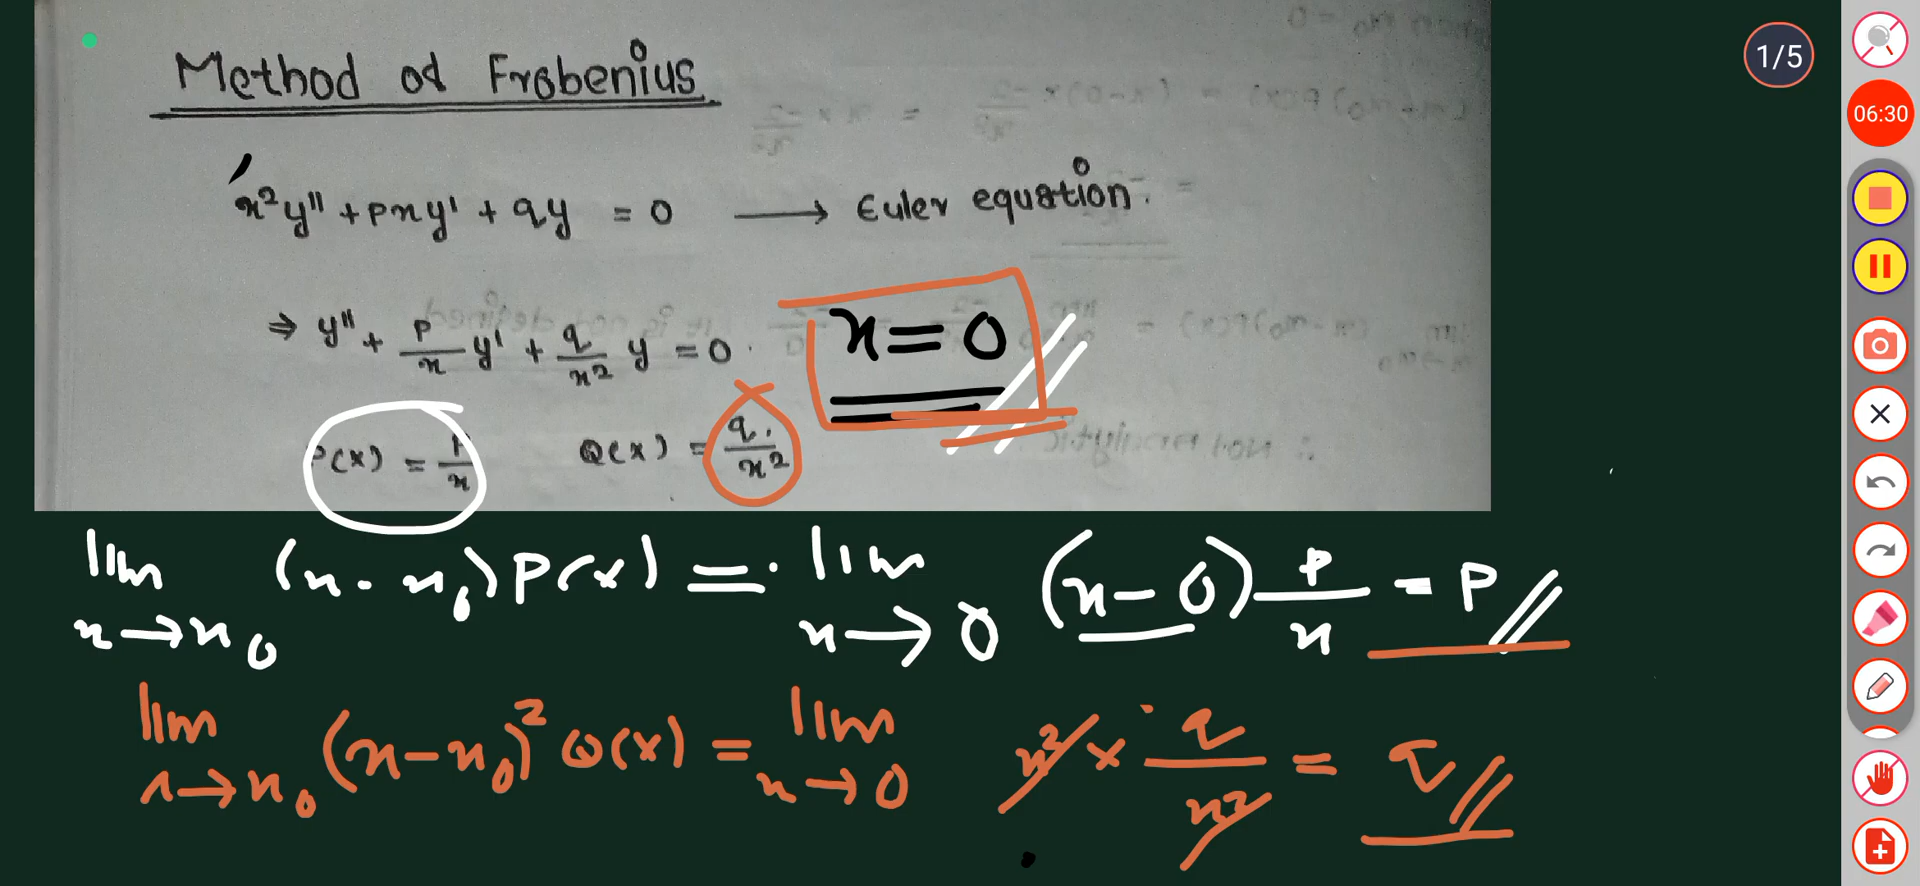 Method of Frobenius
1/5
06:30
x²y" + pxy' + qy = 0 ⟶ Euler equation.
⇒ y" + p/x y' + q/x² y = 0.
x = 0
P(x) = p/x Q(x) = q/x²
lim x→x₀ (x - x₀) P(x) = lim x→0 (x - 0) p/x = P
lim x→x₀ (x - x₀)² Q(x) = lim x→0 x² × q/x² = q